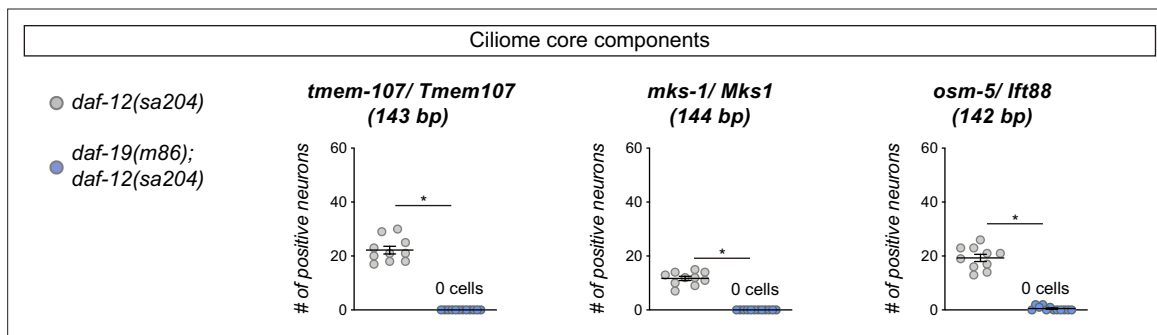 Ciliome core components
daf-12(sa204)
daf-19(m86);
daf-12(sa204)
tmem-107/ Tmem107
(143 bp)
# of positive neurons
60
40
20
0
*
0 cells
mks-1/ Mks1
(144 bp)
# of positive neurons
60
40
20
0
*
0 cells
osm-5/ Ift88
(142 bp)
# of positive neurons
60
40
20
0
*
0 cells